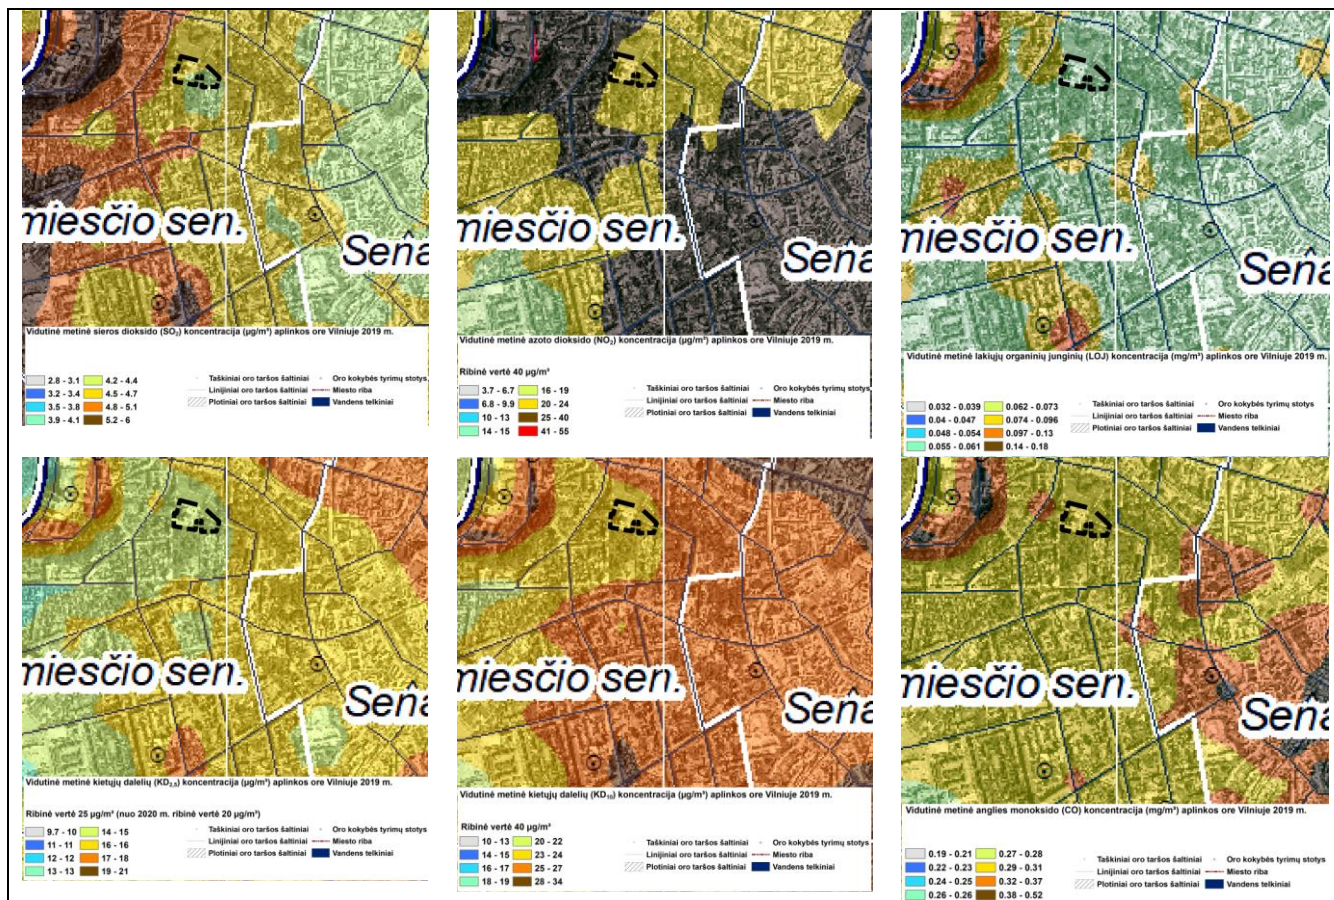 miesčio sen.
Sena
Vidutinė metinė sieros dioksido (SO₂) koncentracija (µg/m³) aplinkos ore Vilniuje 2019 m.
2.8 - 3.1 4.2 - 4.4 Taškiniai oro taršos šaltiniai Oro kokybės tyrimų stotys
3.2 - 3.4 4.5 - 4.7 Linijiniai oro taršos šaltiniai Miesto riba
3.5 - 3.8 4.8 - 5.1 Plotiniai oro taršos šaltiniai Vandens telkiniai
3.9 - 4.1 5.2 - 6
miesčio sen.
Sena
Vidutinė metinė azoto dioksido (NO₂) koncentracija (µg/m³) aplinkos ore Vilniuje 2019 m.
Ribinė vertė 40 µg/m³
3.7 - 6.7 16 - 19 Taškiniai oro taršos šaltiniai Oro kokybės tyrimų stotys
6.8 - 9.9 20 - 24 Linijiniai oro taršos šaltiniai Miesto riba
10 - 13 25 - 40 Plotiniai oro taršos šaltiniai Vandens telkiniai
14 - 15 41 - 55
miesčio sen.
Sena
Vidutinė metinė lakiųjų organinių junginių (LOJ) koncentracija (mg/m³) aplinkos ore Vilniuje 2019 m.
0.032 - 0.039 0.062 - 0.073 Taškiniai oro taršos šaltiniai Oro kokybės tyrimų stotys
0.04 - 0.047 0.074 - 0.096 Linijiniai oro taršos šaltiniai Miesto riba
0.048 - 0.054 0.097 - 0.13 Plotiniai oro taršos šaltiniai Vandens telkiniai
0.055 - 0.061 0.14 - 0.18
miesčio sen.
Sena
Vidutinė metinė kietųjų dalelių (KD₂,₅) koncentracija (µg/m³) aplinkos ore Vilniuje 2019 m.
Ribinė vertė 25 µg/m³ (nuo 2020 m. ribinė vertė 20 µg/m³)
9.7 - 10 14 - 15 Taškiniai oro taršos šaltiniai Oro kokybės tyrimų stotys
11 - 11 16 - 16 Linijiniai oro taršos šaltiniai Miesto riba
12 - 12 17 - 18 Plotiniai oro taršos šaltiniai Vandens telkiniai
13 - 13 19 - 21
miesčio sen.
Sena
Vidutinė metinė kietųjų dalelių (KD₁₀) koncentracija (µg/m³) aplinkos ore Vilniuje 2019 m.
Ribinė vertė 40 µg/m³
10 - 13 20 - 22 Taškiniai oro taršos šaltiniai Oro kokybės tyrimų stotys
14 - 15 23 - 24 Linijiniai oro taršos šaltiniai Miesto riba
16 - 17 25 - 27 Plotiniai oro taršos šaltiniai Vandens telkiniai
18 - 19 28 - 34
miesčio sen.
Sena
Vidutinė metinė anglies monoksido (CO) koncentracija (mg/m³) aplinkos ore Vilniuje 2019 m.
0.19 - 0.21 0.27 - 0.28 Taškiniai oro taršos šaltiniai Oro kokybės tyrimų stotys
0.22 - 0.23 0.29 - 0.31 Linijiniai oro taršos šaltiniai Miesto riba
0.24 - 0.25 0.32 - 0.37 Plotiniai oro taršos šaltiniai Vandens telkiniai
0.26 - 0.26 0.38 - 0.52